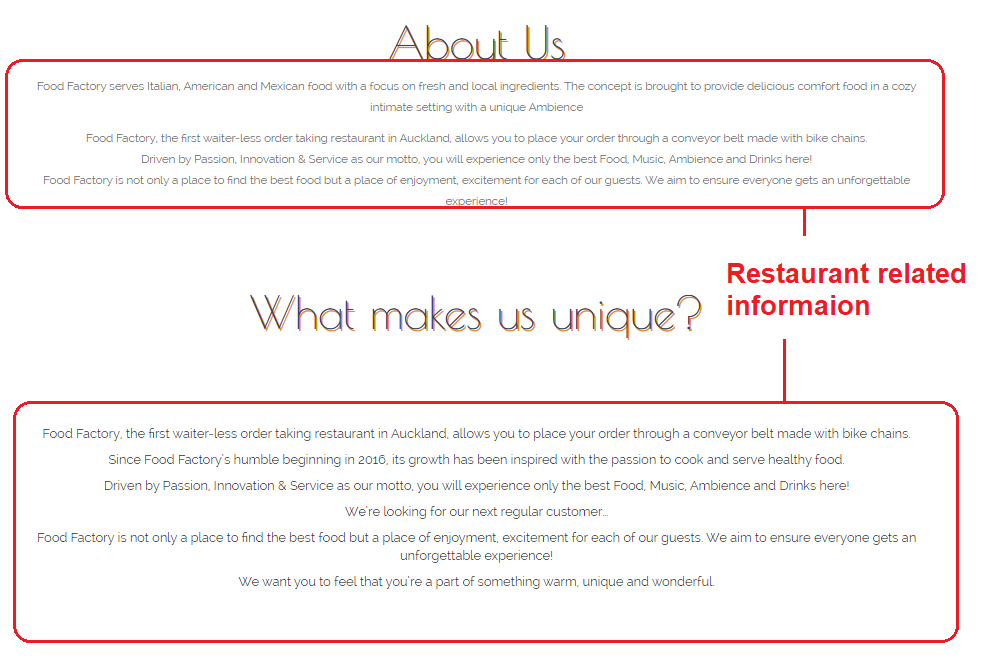 About Us
Food Factory serves Italian, American and Mexican food with a focus on fresh and local ingredients. The concept is brought to provide delicious comfort food in a cozy
intimate setting with a unique Ambience
Food Factory, the first waiter-less order taking restaurant in Auckland, allows you to place your order through a conveyor belt made with bike chains.
Driven by Passion, Innovation & Service as our motto, you will experience only the best Food, Music, Ambience and Drinks here!
Food Factory is not only a place to find the best food but a place of enjoyment, excitement for each of our guests. We aim to ensure everyone gets an unforgettable
experience!
Restaurant related
informaion
What makes us unique?
Food Factory, the first waiter-less order taking restaurant in Auckland, allows you to place your order through a conveyor belt made with bike chains.
Since Food Factory's humble beginning in 2016, its growth has been inspired with the passion to cook and serve healthy food.
Driven by Passion, Innovation & Service as our motto, you will experience only the best Food, Music, Ambience and Drinks here!
We're looking for our next regular customer...
Food Factory is not only a place to find the best food but a place of enjoyment, excitement for each of our guests. We aim to ensure everyone gets an
unforgettable experience!
We want you to feel that you're a part of something warm, unique and wonderful.